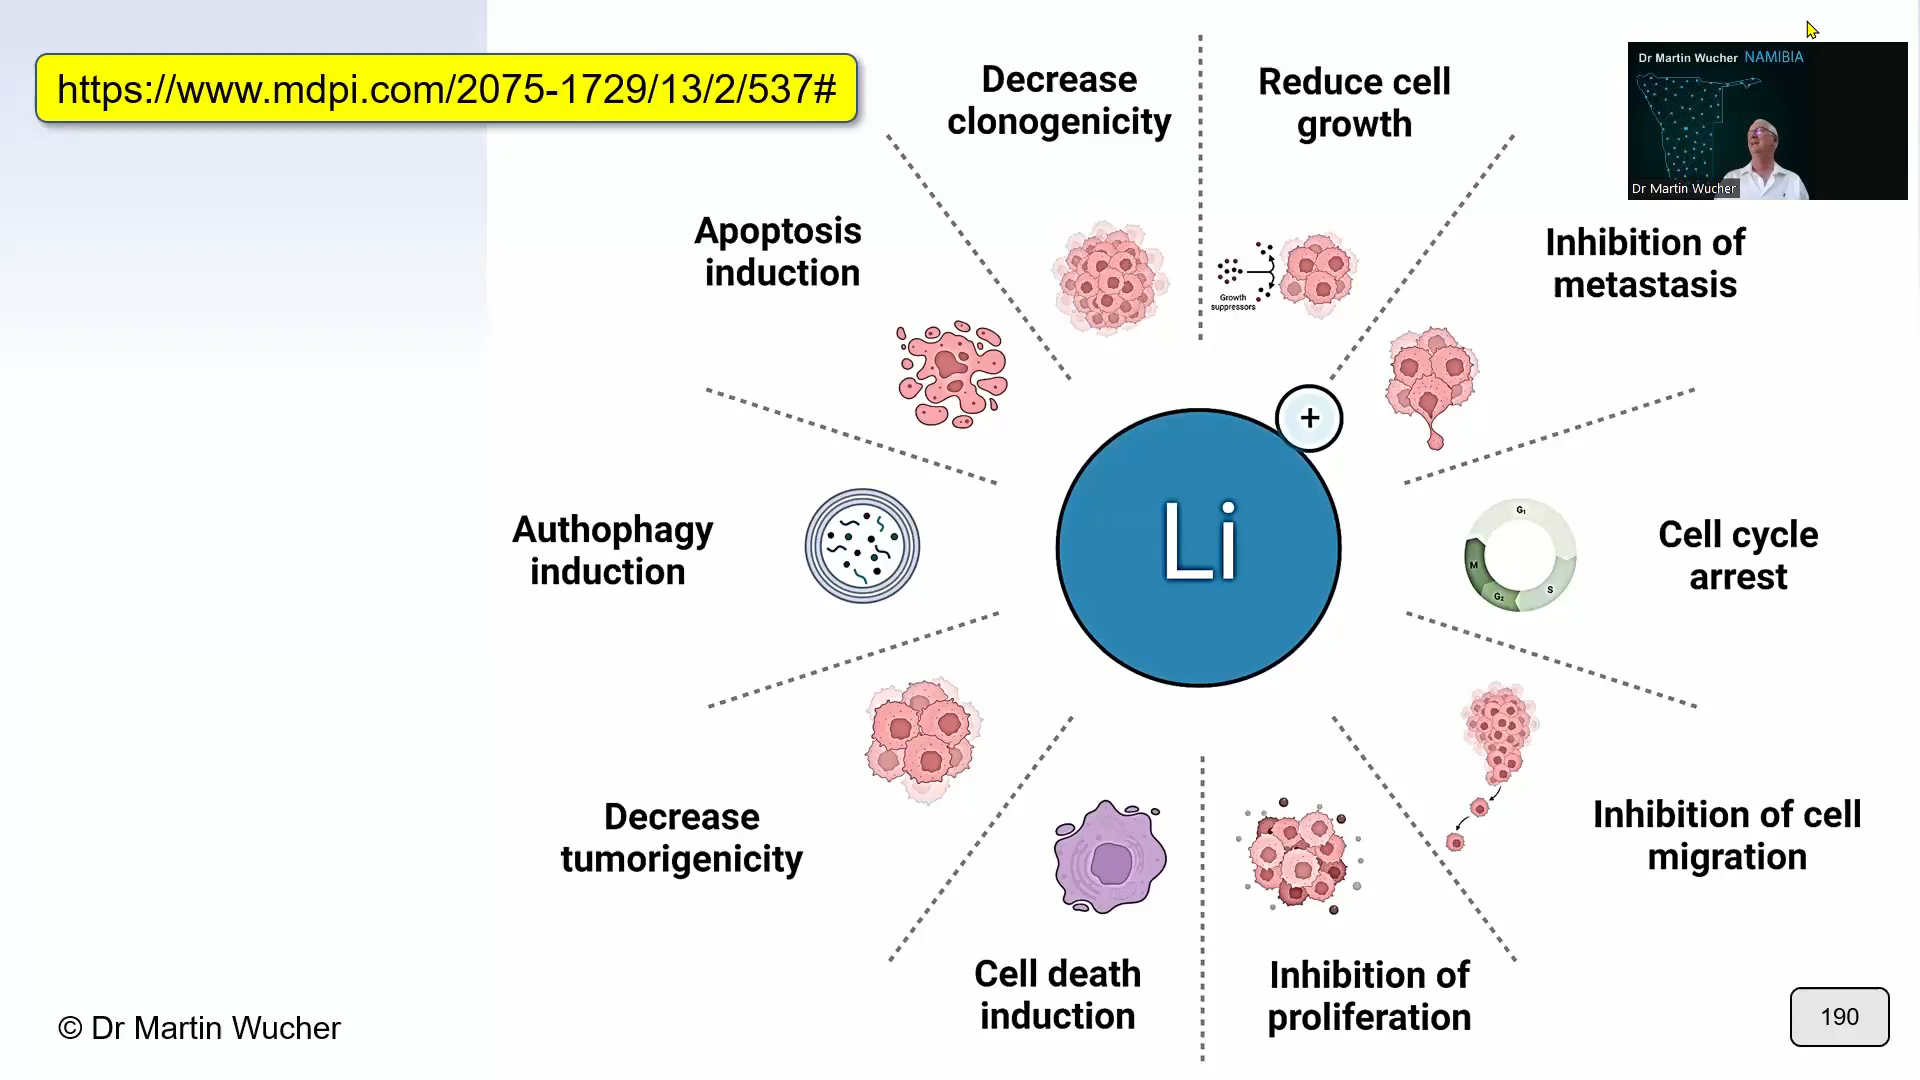 https://www.mdpi.com/2075-1729/13/2/537#
Decrease
clonogenicity
Reduce cell
growth
Dr Martin Wucher NAMIBIA
Dr Martin Wucher
Apoptosis
induction
Growth
suppressors
Inhibition of
metastasis
+
Li
Authophagy
induction
G₁
M
S
G₂
Cell cycle
arrest
Decrease
tumorigenicity
Inhibition of cell
migration
Cell death
induction
Inhibition of
proliferation
© Dr Martin Wucher
190